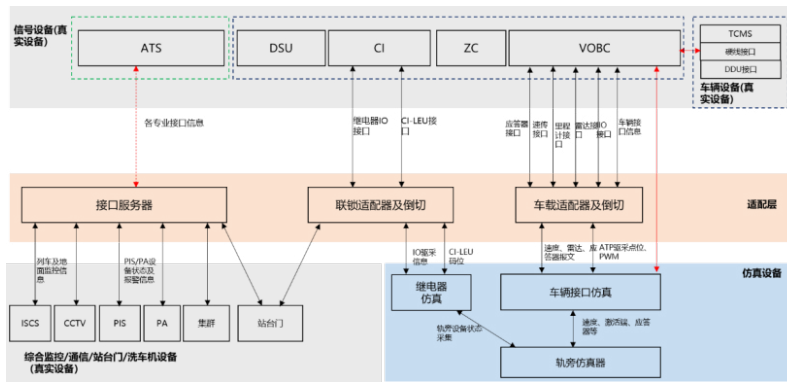 信号设备(真
实设备)
ATS
DSU
CI
ZC
VOBC
TCMS
硬线接口
DDU接口
车辆设备(真
实设备)
各专业接口信息
继电器IO
接口
CI-LEU接
口
应答器
接口
速传
接口
里程
计接
口
雷达接
口
IO
接口
车辆接
口信息
接口服务器
联锁适配器及倒切
车载适配器及倒切
适配层
列车及地
面监控信
息
PIS/PA设
备状态及
报警信息
IO驱采
信息
CI-LEU
码位
速度、雷达、应
答器报文
ATP驱采点位、
PWM
仿真设备
继电器
仿真
车辆接口仿真
ISCS
CCTV
PIS
PA
集群
站台门
轨旁设备状态
采集
速度、激活端、应答
器等
轨旁仿真器
综合监控/通信/站台门/洗车机设备
(真实设备)